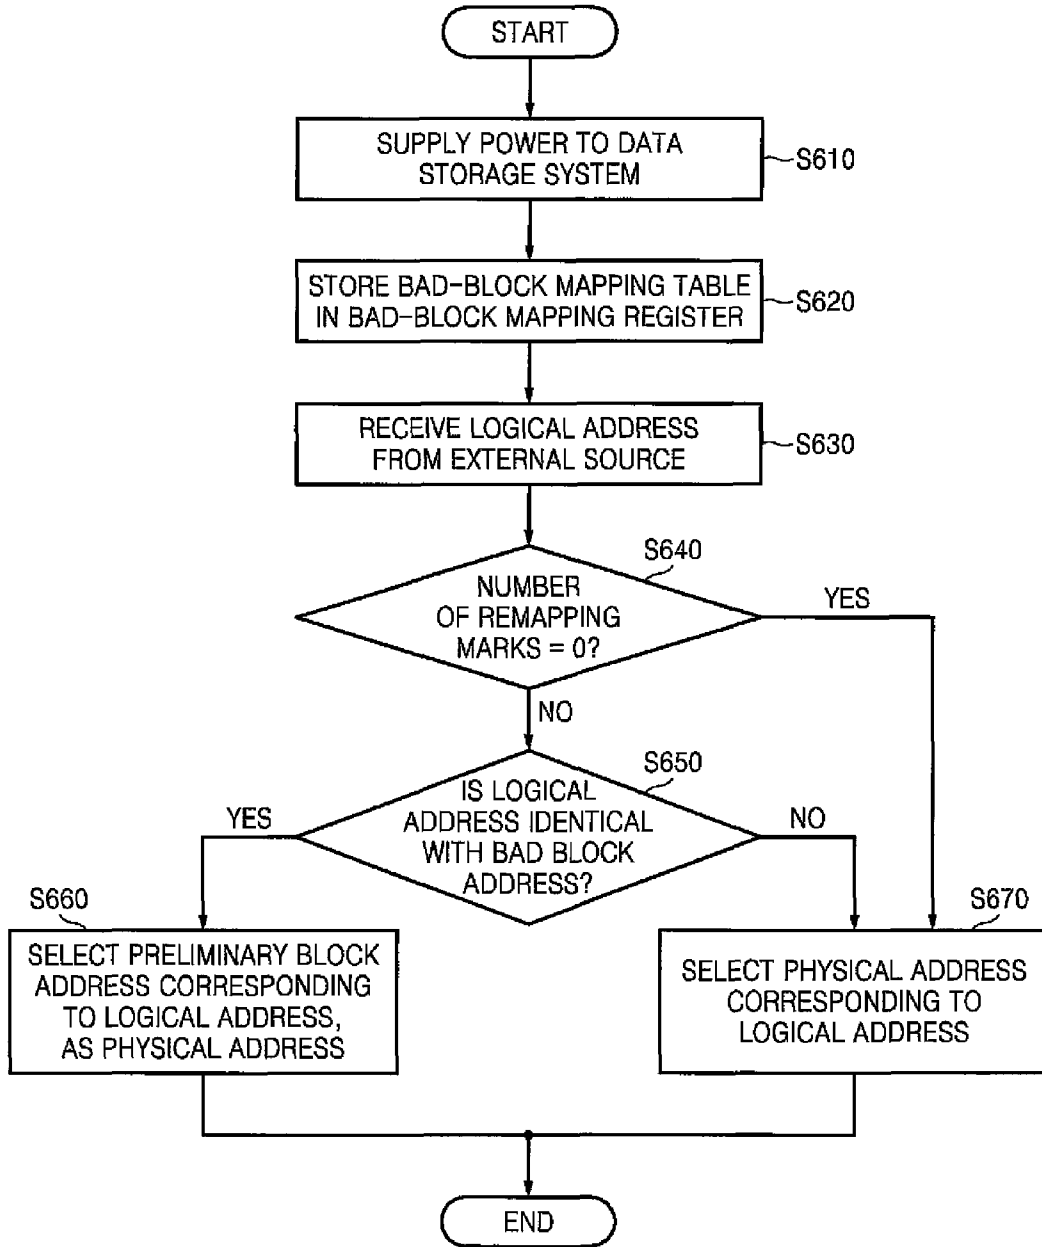 START
SUPPLY POWER TO DATA
STORAGE SYSTEM
S610
STORE BAD-BLOCK MAPPING TABLE
IN BAD-BLOCK MAPPING REGISTER
S620
RECEIVE LOGICAL ADDRESS
FROM EXTERNAL SOURCE
S630
S640
NUMBER
OF REMAPPING
MARKS = 0?
YES
NO
S650
IS LOGICAL
ADDRESS IDENTICAL
WITH BAD BLOCK
ADDRESS?
YES
NO
S660
SELECT PRELIMINARY BLOCK
ADDRESS CORRESPONDING
TO LOGICAL ADDRESS,
AS PHYSICAL ADDRESS
S670
SELECT PHYSICAL ADDRESS
CORRESPONDING TO
LOGICAL ADDRESS
END